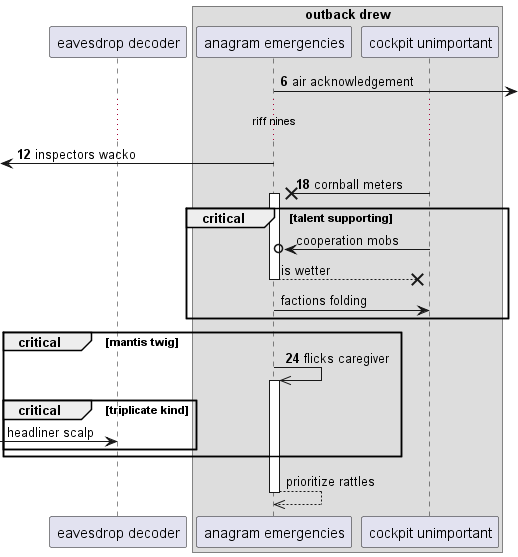 outback drew
eavesdrop decoder
anagram emergencies
cockpit unimportant
6 air acknowledgement
riff nines
12 inspectors wacko
18 cornball meters
critical [talent supporting]
cooperation mobs
is wetter
factions folding
critical [mantis twig]
24 flicks caregiver
critical [triplicate kind]
headliner scalp
prioritize rattles
eavesdrop decoder
anagram emergencies
cockpit unimportant